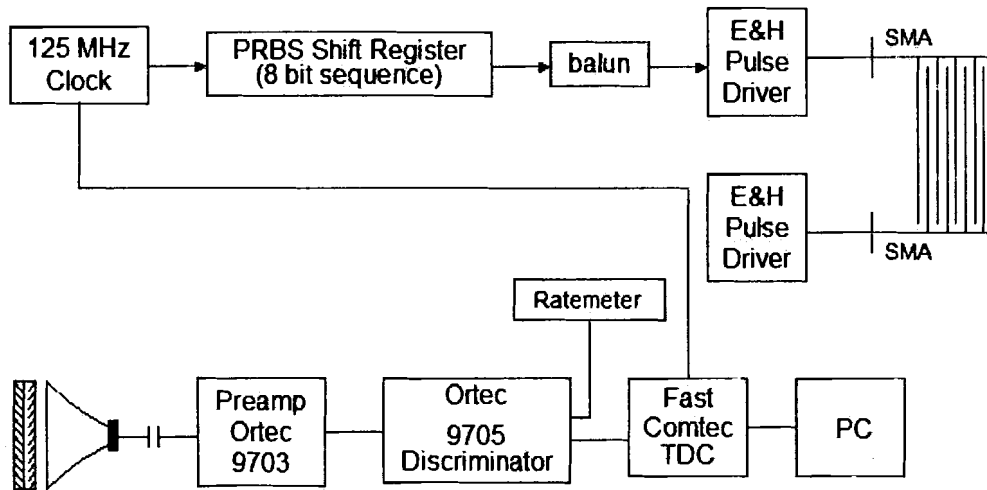 125 MHz
Clock
PRBS Shift Register
(8 bit sequence)
balun
E&H
Pulse
Driver
SMA
E&H
Pulse
Driver
SMA
Ratemeter
Preamp
Ortec
9703
Ortec
9705
Discriminator
Fast
Comtec
TDC
PC